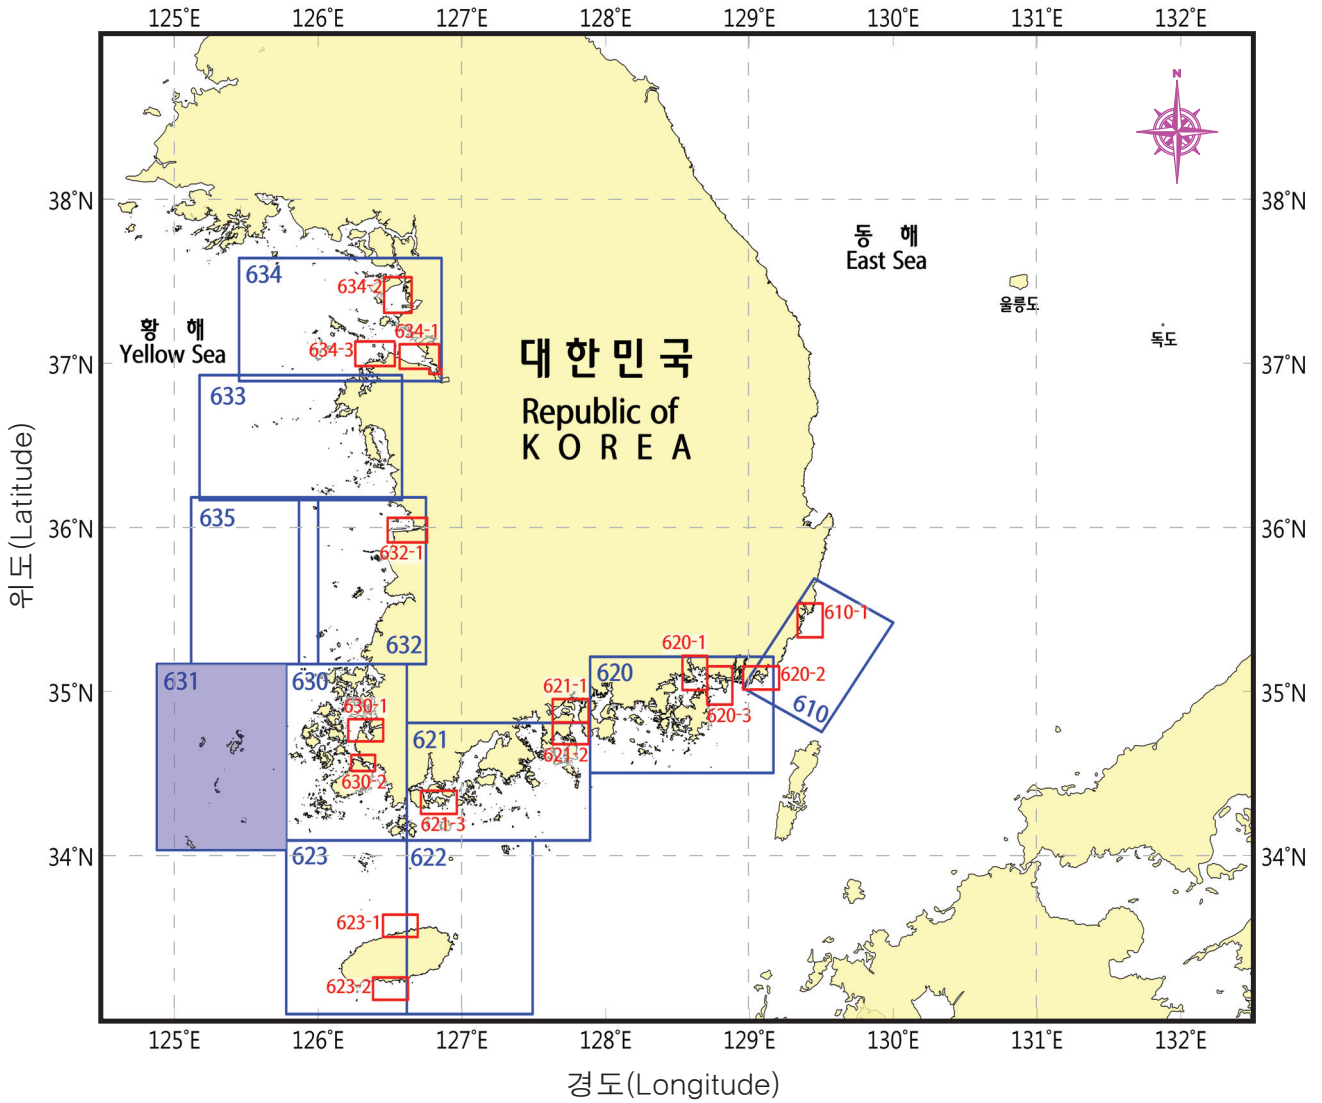 125°E 126°E 127°E 128°E 129°E 130°E 131°E 132°E
N
38°N 38°N
동 해
East Sea
634
634-2
울릉도
황 해
Yellow Sea
634-1
634-3
독도
대 한 민 국
37°N 37°N
633
Republic of
K O R E A
635
36°N 36°N
632-1
위도(Latitude)
610-1
632
620-1
631
630
620
620-2
35°N 35°N
621-1
630-1
610
620-3
621
621-2
630-2
621-3
34°N 34°N
623
622
623-1
623-2
125°E 126°E 127°E 128°E 129°E 130°E 131°E 132°E
경도(Longitude)